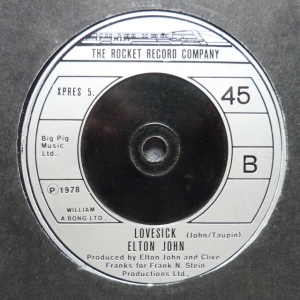 THE ROCKET RECORD COMPANY
XPRES 5.
45
Big Pig
Music
Ltd.,
B
P 1978
WILLIAM
A BONG LTD.,
LOVESICK (John/Taupin)
ELTON JOHN
Produced by Elton John and Clive
Franks for Frank N. Stein
Productions Ltd.,